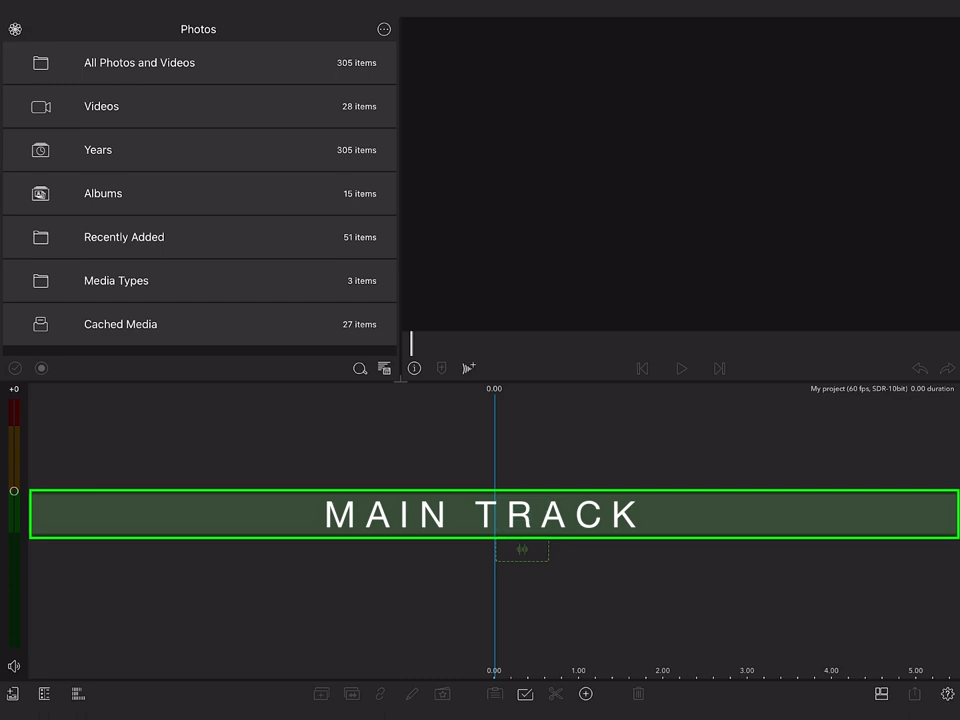 Photos
All Photos and Videos 305 items
Videos 28 items
Years 305 items
Albums 15 items
Recently Added 51 items
Media Types 3 items
Cached Media 27 items
+0
0.00
My project (60 fps, SDR-10bit) 0.00 duration
MAIN TRACK
0.00 1.00 2.00 3.00 4.00 5.00